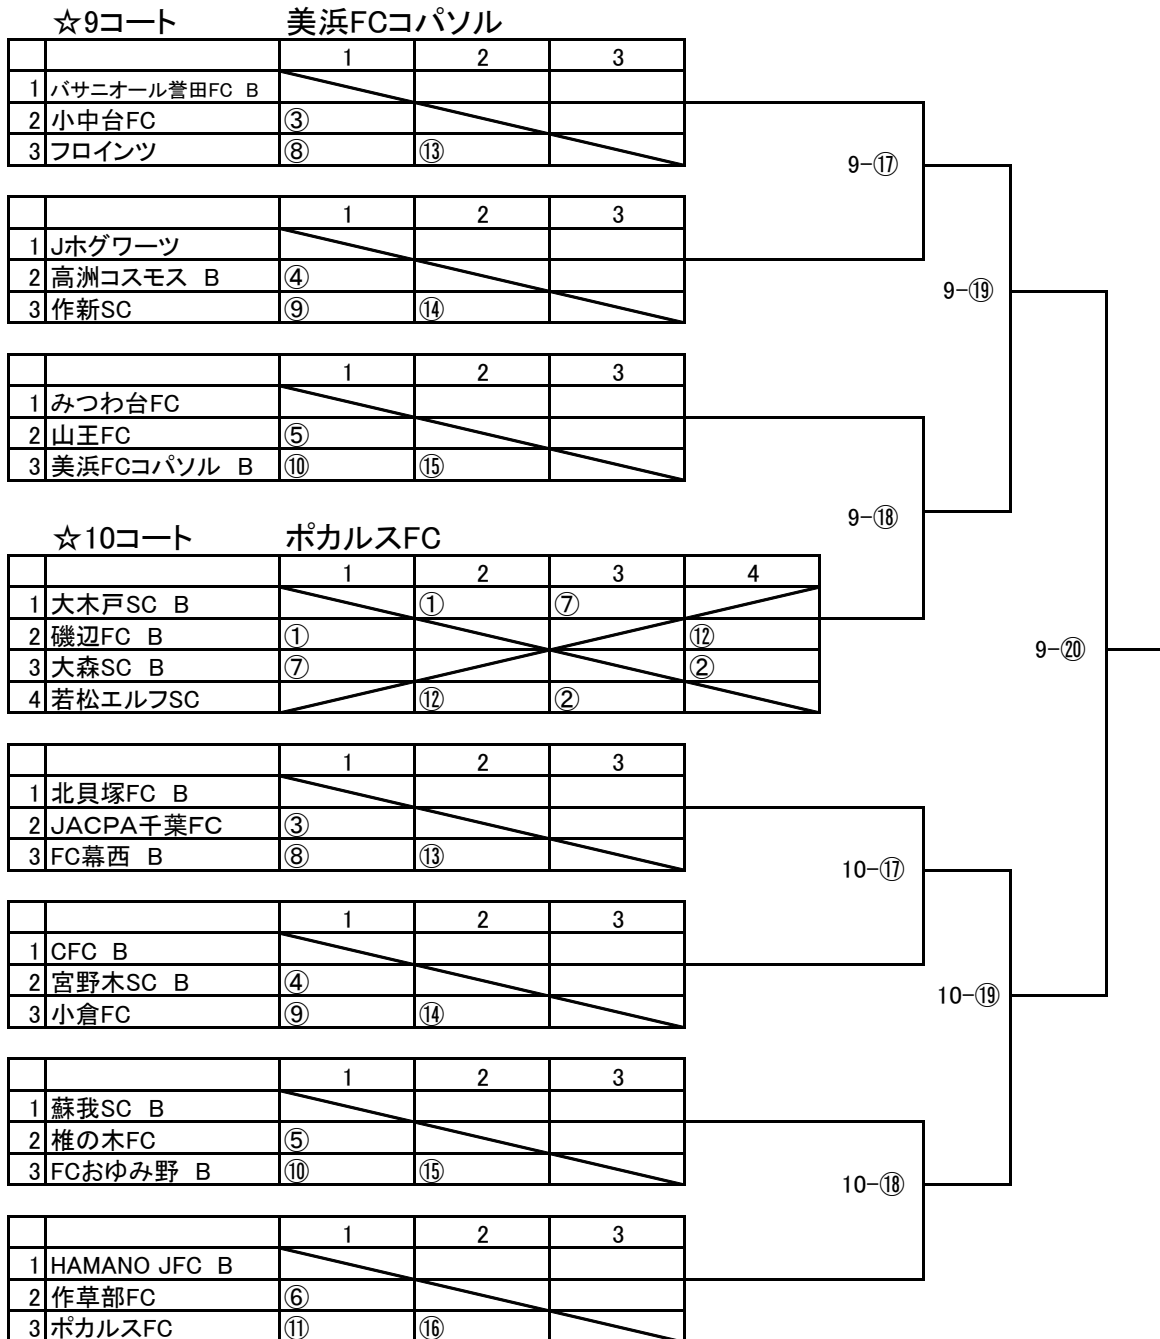 ☆9コート 美浜FCコパソル
1 2 3
1 バサニオール誉田FC B
2 小中台FC ③
3 フロインツ ⑧ ⑬
9-⑰
1 2 3
1 Jホグワーツ
2 高洲コスモス B ④
3 作新SC ⑨ ⑭
9-⑲
1 2 3
1 みつわ台FC
2 山王FC ⑤
3 美浜FCコパソル B ⑩ ⑮
9-⑱
☆10コート ポカルスFC
1 2 3 4
1 大木戸SC B ① ⑦
2 磯辺FC B ① ⑫
3 大森SC B ⑦ ②
4 若松エルフSC ⑫ ②
9-⑳
1 2 3
1 北貝塚FC B
2 JACPA千葉FC ③
3 FC幕西 B ⑧ ⑬
10-⑰
1 2 3
1 CFC B
2 宮野木SC B ④
3 小倉FC ⑨ ⑭
10-⑲
1 2 3
1 蘇我SC B
2 椎の木FC ⑤
3 FCおゆみ野 B ⑩ ⑮
10-⑱
1 2 3
1 HAMANO JFC B
2 作草部FC ⑥
3 ポカルスFC ⑪ ⑯